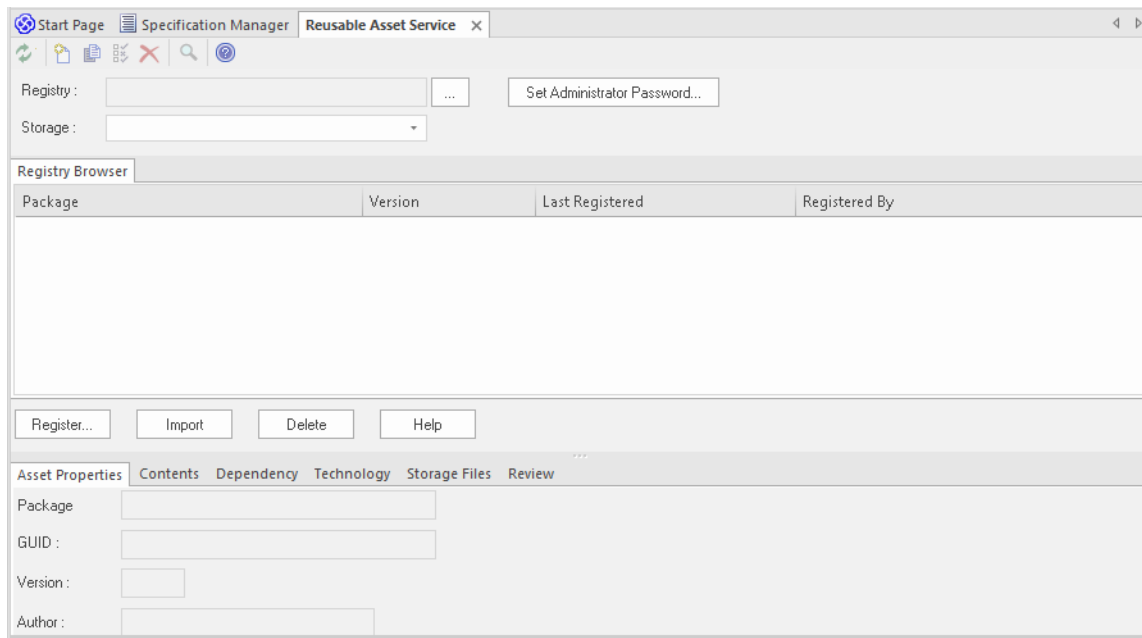 Start Page Specification Manager Reusable Asset Service
Registry : ... Set Administrator Password...
Storage :
Registry Browser
Package Version Last Registered Registered By
Register... Import Delete Help
Asset Properties Contents Dependency Technology Storage Files Review
Package
GUID :
Version :
Author :